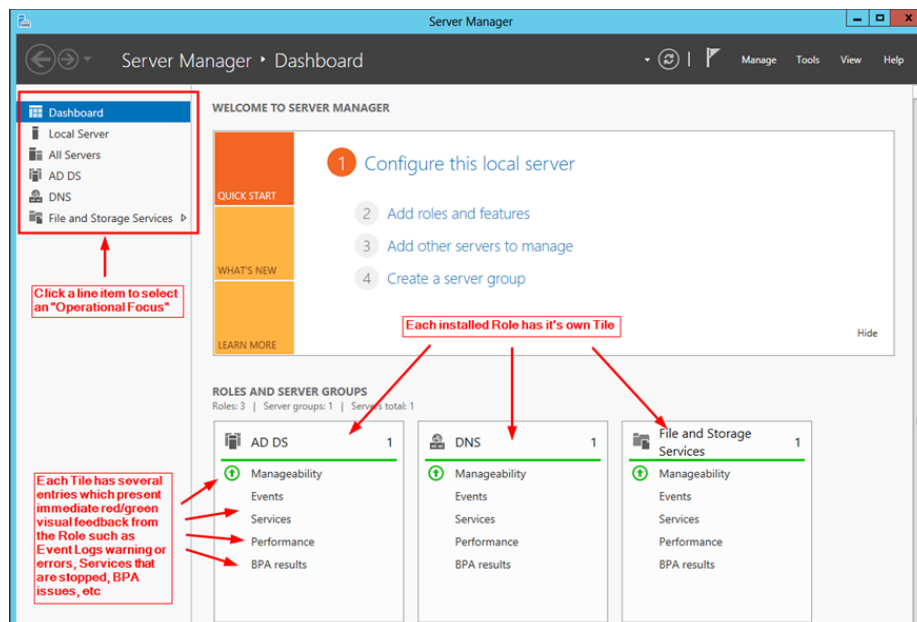 Server Manager
Server Manager ‣ Dashboard
Manage Tools View Help
Dashboard
Local Server
All Servers
AD DS
DNS
File and Storage Services
Click a line item to select
an "Operational Focus"
WELCOME TO SERVER MANAGER
QUICK START
WHAT'S NEW
LEARN MORE
1 Configure this local server
2 Add roles and features
3 Add other servers to manage
4 Create a server group
Each installed Role has it's own Tile
Hide
ROLES AND SERVER GROUPS
Roles: 3 | Server groups: 1 | Servers total: 1
Each Tile has several
entries which present
immediate red/green
visual feedback from
the Role such as
Event Logs warning or
errors, Services that
are stopped, BPA
issues, etc
AD DS 1
Manageability
Events
Services
Performance
BPA results
DNS 1
Manageability
Events
Services
Performance
BPA results
File and Storage
Services 1
Manageability
Events
Services
Performance
BPA results